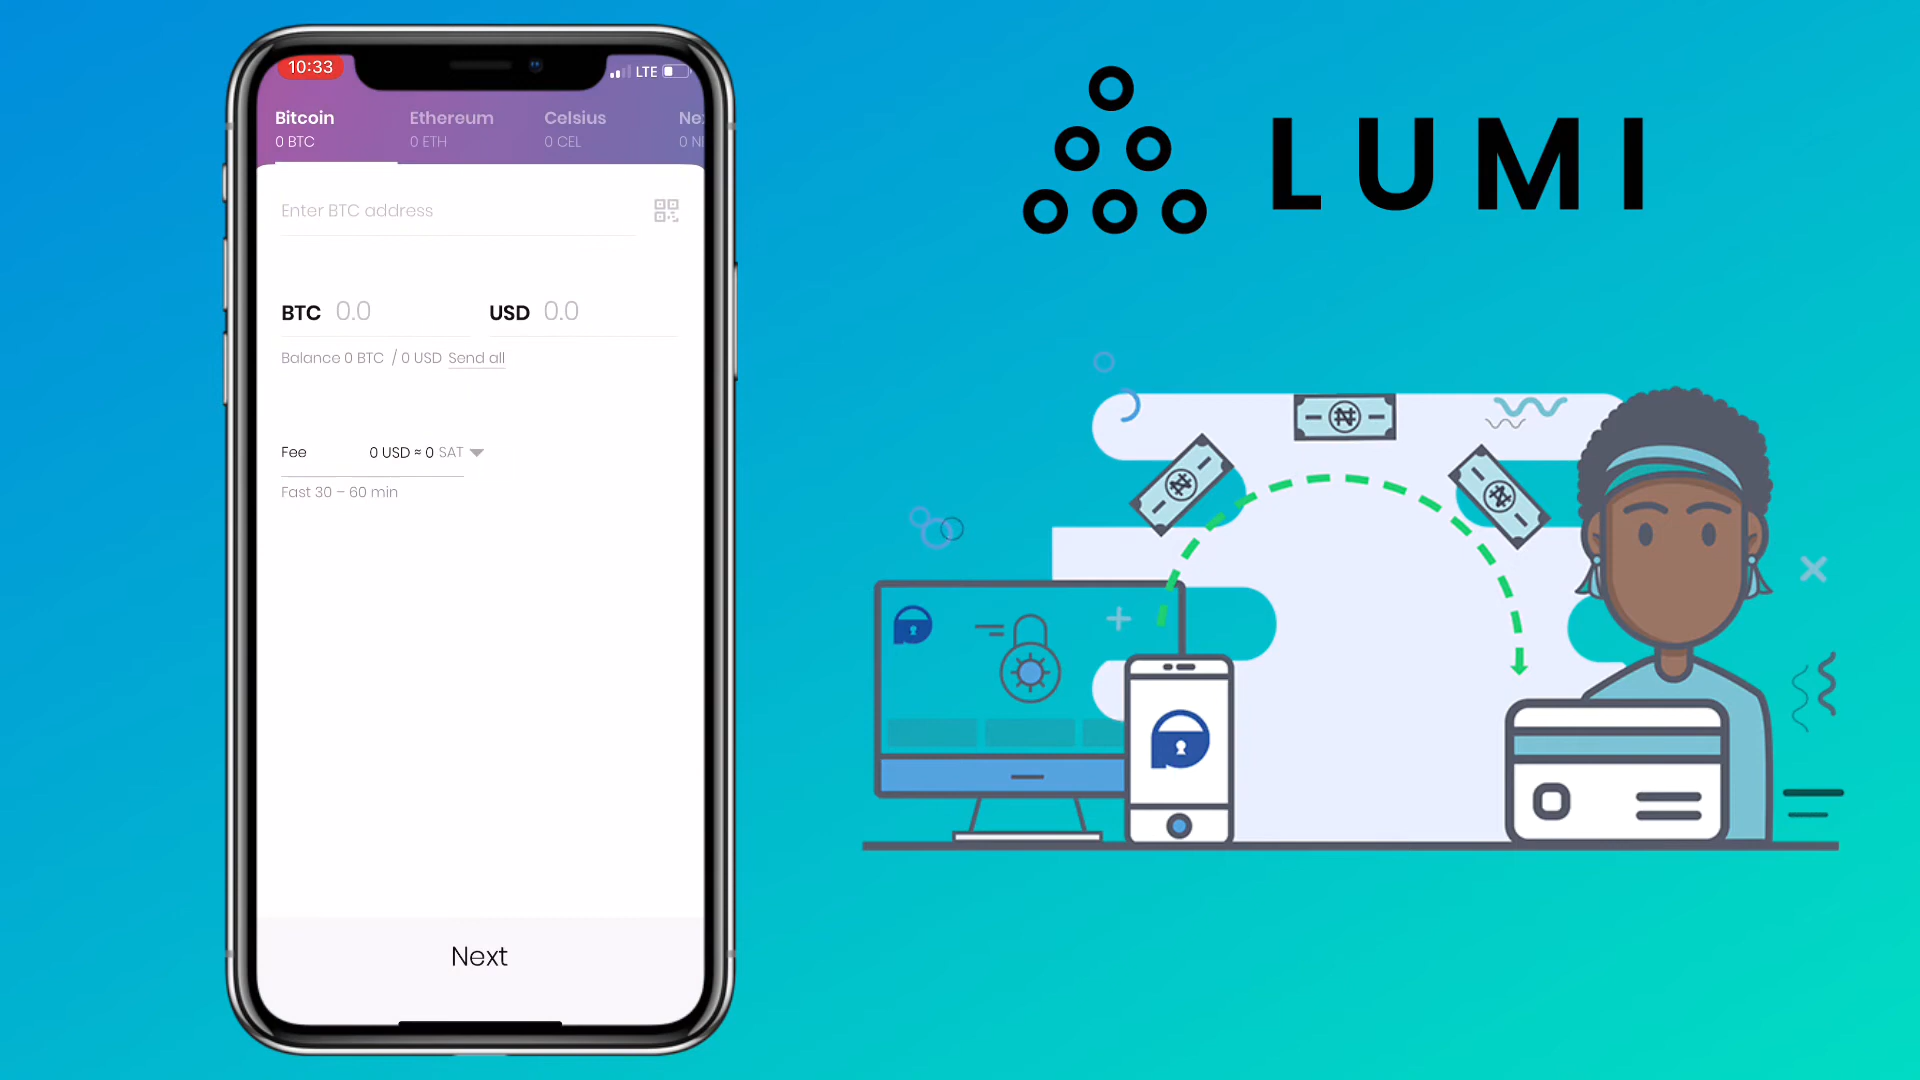 10:33
LTE
Bitcoin Ethereum Celsius Ne
0 BTC 0 ETH 0 CEL 0 N
Enter BTC address
BTC 0.0 USD 0.0
Balance 0 BTC / 0 USD Send all
Fee 0 USD ≈ 0 SAT
Fast 30 – 60 min
Next
LUMI